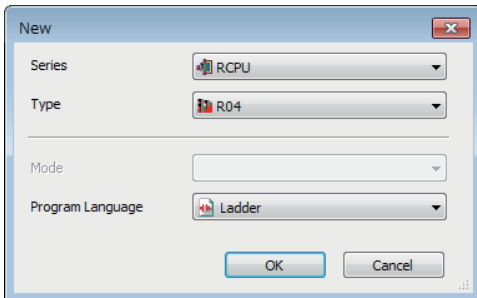 New
Series RCPU
Type R04
Mode
Program Language Ladder
OK Cancel